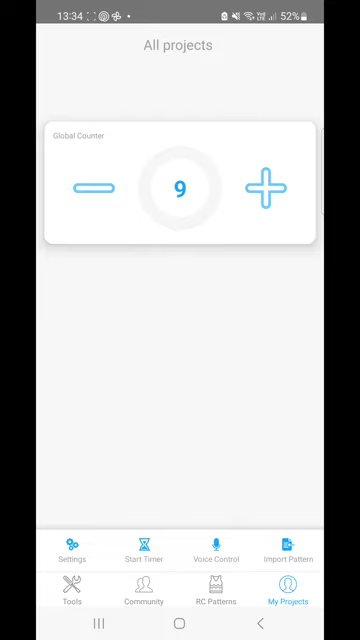 13:34
52%
All projects
Global Counter
9
Settings
Start Timer
Voice Control
Import Pattern
Tools
Community
RC Patterns
My Projects